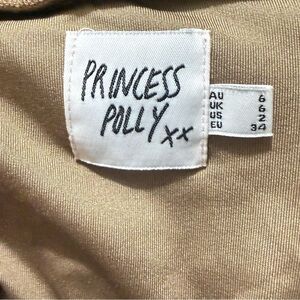 PRINCESS
POLLY xx
AU 6
UK 6
US 2
EU 34